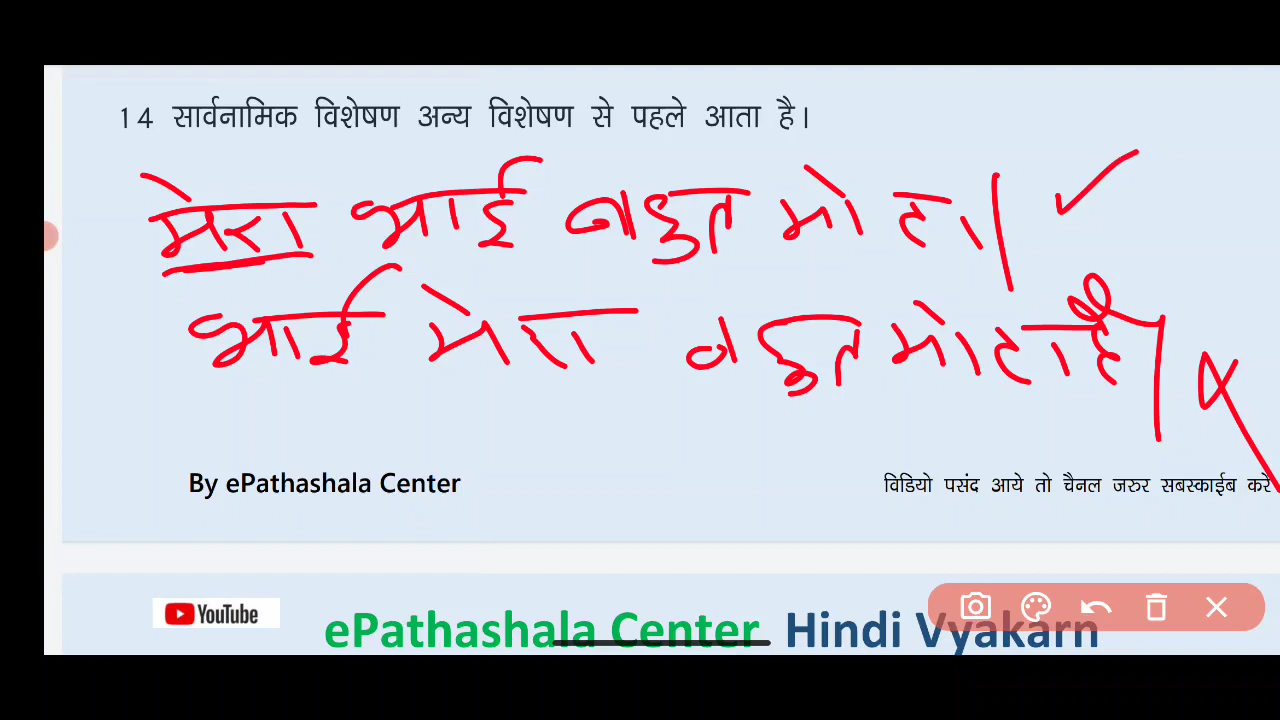 14 सार्वनामिक विशेषण अन्य विशेषण से पहले आता है।
मेरा भाई बहुत मोटा।
भाई मेरा बहुत मोटा है।
By ePathashala Center
विडियो पसंद आये तो चैनल जरुर सबस्काईब करे
YouTube
ePathashala Center Hindi Vyakarn